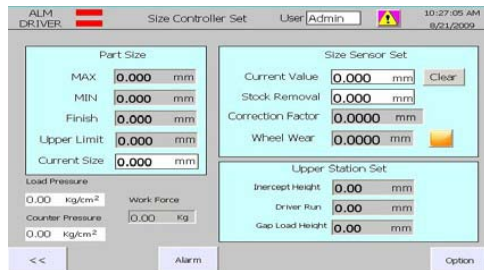 ALM
DRIVER
Size Controller Set
User Admin
10:27:05 AM
8/21/2009
Part Size
MAX 0.000 mm
MIN 0.000 mm
Finish 0.000 mm
Upper Limit 0.000 mm
Current Size 0.000 mm
Size Sensor Set
Current Value 0.000 mm Clear
Stock Removal 0.000 mm
Correction Factor 0.0000 mm
Wheel Wear 0.0000 mm
Load Pressure
0.00 Kg/cm²
Counter Pressure
0.00 Kg/cm²
Work Force
0.00 Kg
Upper Station Set
Inercept Height 0.00 mm
Driver Run 0.00 mm
Gap Load Height 0.00 mm
<< Alarm Option